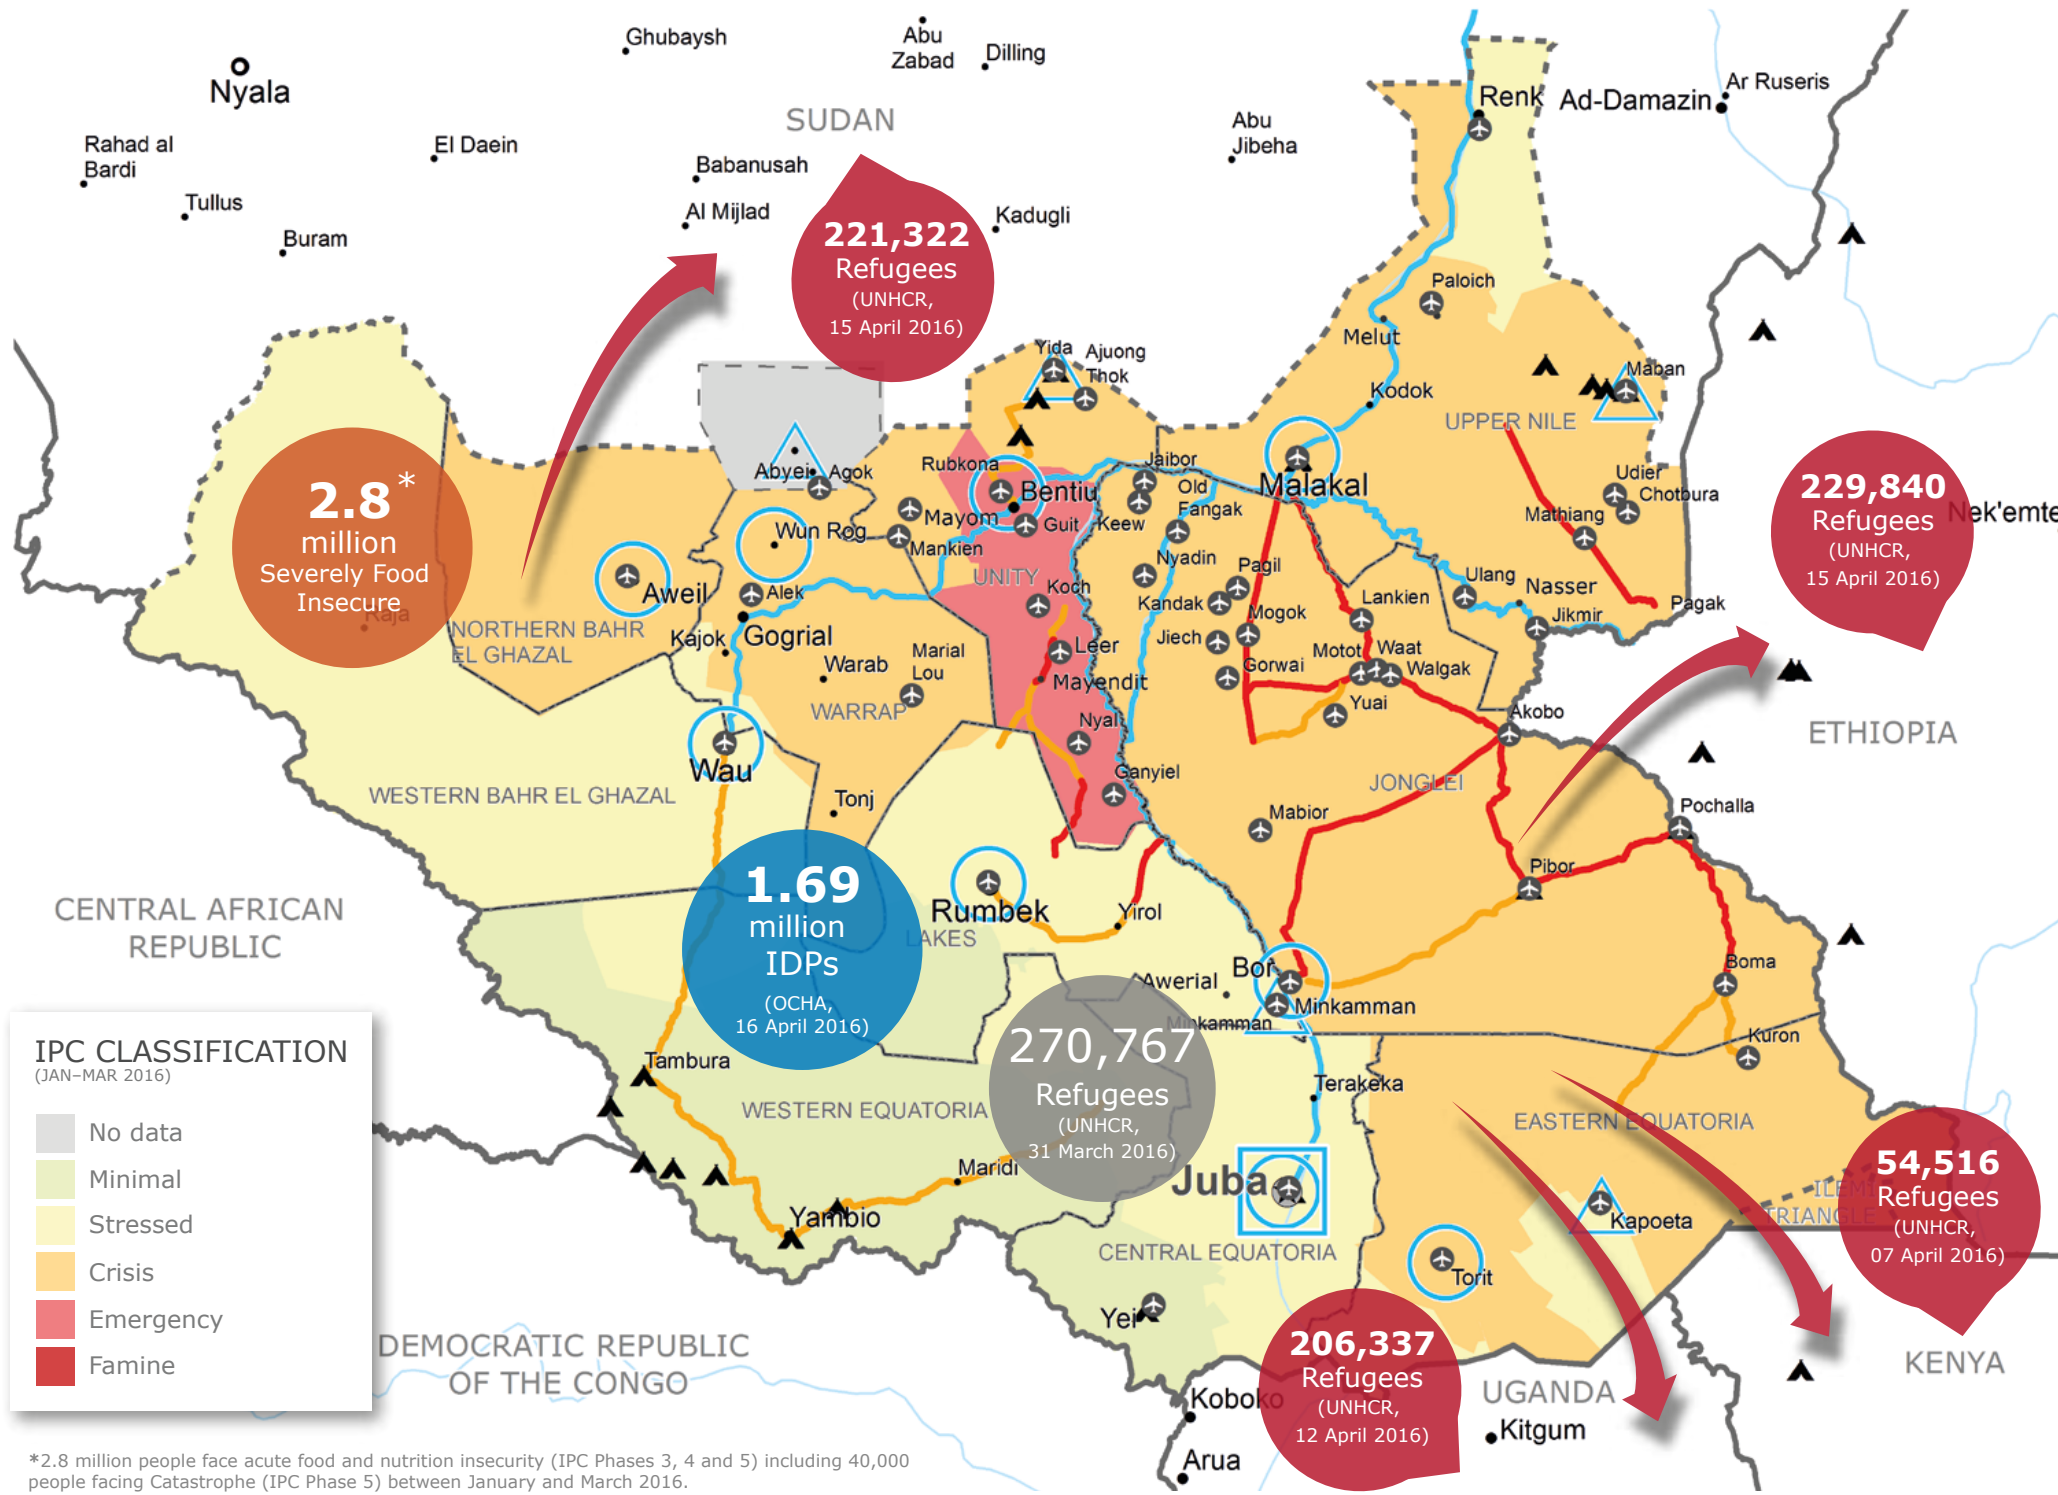 Ghubaysh
Abu
Zabad
Dilling
Nyala
SUDAN
Rahad al
Bardi
El Daein
Babanusah
Abu
Jibeha
Renk
Ad-Damazin
Ar Ruseris
Tullus
Al Mijlad
Kadugli
Buram
221,322
Refugees
(UNHCR,
15 April 2016)
Paloich
Melut
Yida
Ajuong
Thok
Maban
Kodok
UPPER NILE
2.8*
million
Severely Food
Insecure
Raja
Abyei
Agok
Rubkona
Bentiu
Jaibor
Old
Fangak
Malakal
Udier
Chotbura
229,840
Refugees
(UNHCR,
15 April 2016)
Nek'emte
Wun Rog
Mayom
Guit
Keew
Mathiang
Mankien
Nyadin
Aweil
Alek
UNITY
Koch
Pagil
Kandak
Mogok
Lankien
Ulang
Nasser
Pagak
Jikmir
NORTHERN BAHR
EL GHAZAL
Kajok
Gogrial
Warab
Marial
Lou
Leer
Jiech
Gorwai
Motot
Waat
Walgak
Mayendit
WARRAP
Nyal
Yuai
Akobo
ETHIOPIA
Wau
Ganyiel
JONGLEI
WESTERN BAHR EL GHAZAL
Tonj
Mabior
Pochalla
1.69
million
IDPs
(OCHA,
16 April 2016)
Pibor
CENTRAL AFRICAN
REPUBLIC
Rumbek
LAKES
Yirol
Awerial
Bor
Boma
Minkamman
Minkamman
Kuron
270,767
Refugees
(UNHCR,
31 March 2016)
IPC CLASSIFICATION
(JAN–MAR 2016)
No data
Minimal
Stressed
Crisis
Emergency
Famine
Tambura
WESTERN EQUATORIA
Terakeka
EASTERN EQUATORIA
Maridi
Juba
54,516
Refugees
(UNHCR,
07 April 2016)
ILEMI
TRIANGLE
Yambio
Kapoeta
CENTRAL EQUATORIA
Torit
Yei
DEMOCRATIC REPUBLIC
OF THE CONGO
206,337
Refugees
(UNHCR,
12 April 2016)
KENYA
UGANDA
Koboko
Kitgum
Arua
*2.8 million people face acute food and nutrition insecurity (IPC Phases 3, 4 and 5) including 40,000
people facing Catastrophe (IPC Phase 5) between January and March 2016.